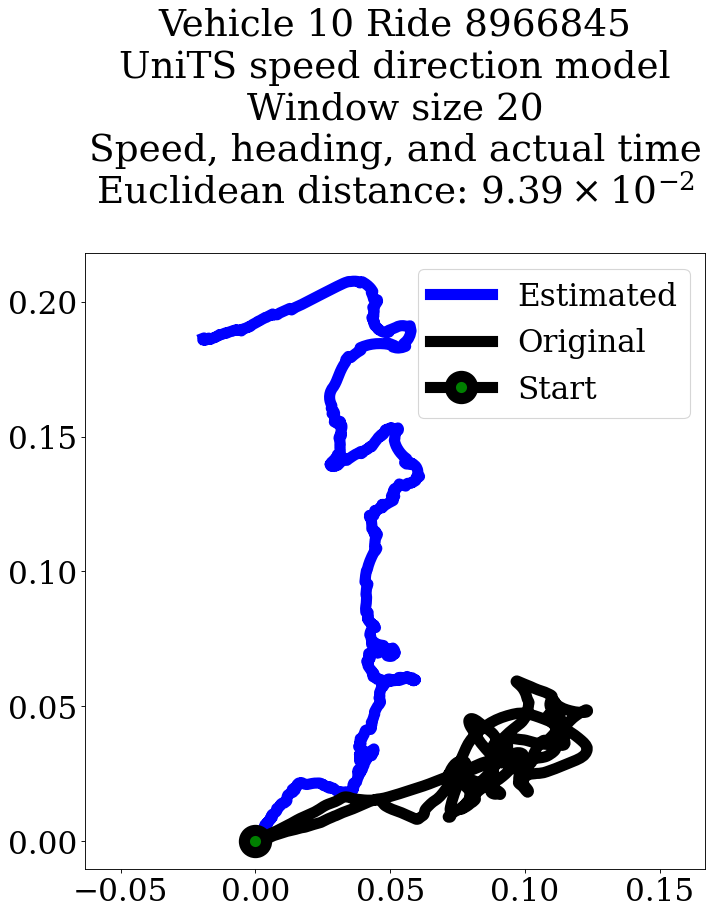 Vehicle 10 Ride 8966845
UniTS speed direction model
Window size 20
Speed, heading, and actual time
Euclidean distance: 9.39 × 10⁻²
Estimated
Original
Start
0.20
0.15
0.10
0.05
0.00
−0.05 0.00 0.05 0.10 0.15